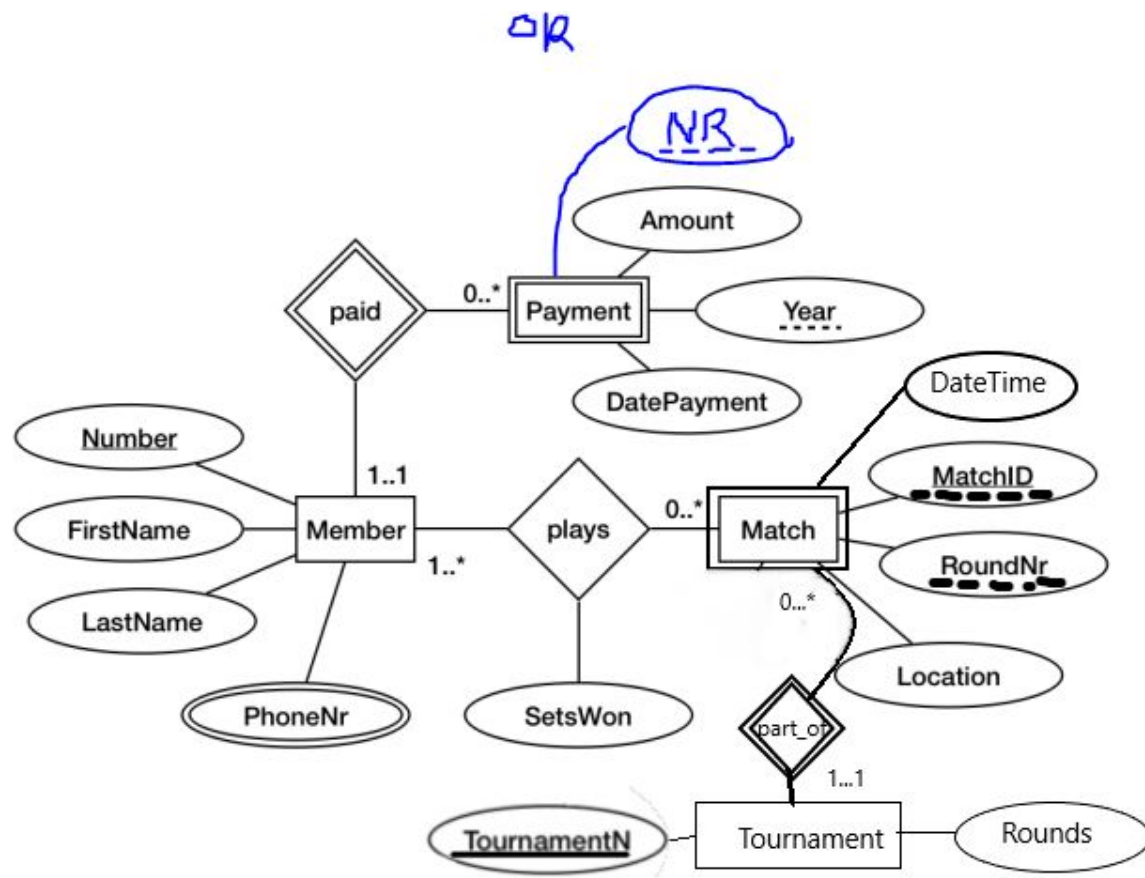 OR
NR
Amount
paid
0..*
Payment
Year
DatePayment
DateTime
Number
1..1
MatchID
FirstName
Member
1..*
plays
0..*
Match
RoundNr
LastName
0...*
Location
PhoneNr
SetsWon
part_of
1...1
TournamentN
Tournament
Rounds